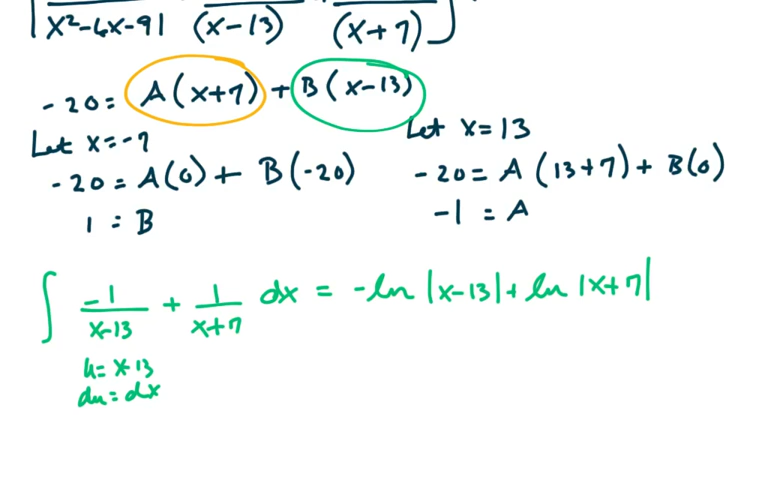 x²-6x-91 (x-13) (x+7)
-20 = A(x+7) + B(x-13)
Let x=-7
-20 = A(0) + B(-20)
1 = B
Let x=13
-20 = A(13+7) + B(0)
-1 = A
∫ -1/(x-13) + 1/(x+7) dx = -ln|x-13| + ln|x+7|
u = x-13
du = dx